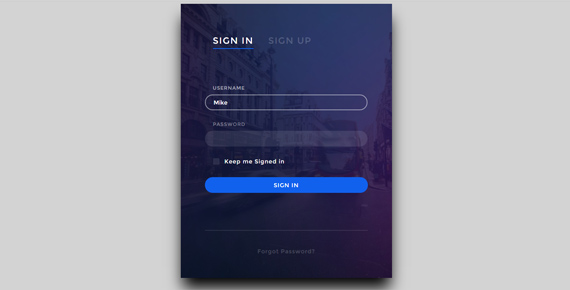 SIGN IN SIGN UP
USERNAME
Mike
PASSWORD
Keep me Signed in
SIGN IN
Forgot Password?